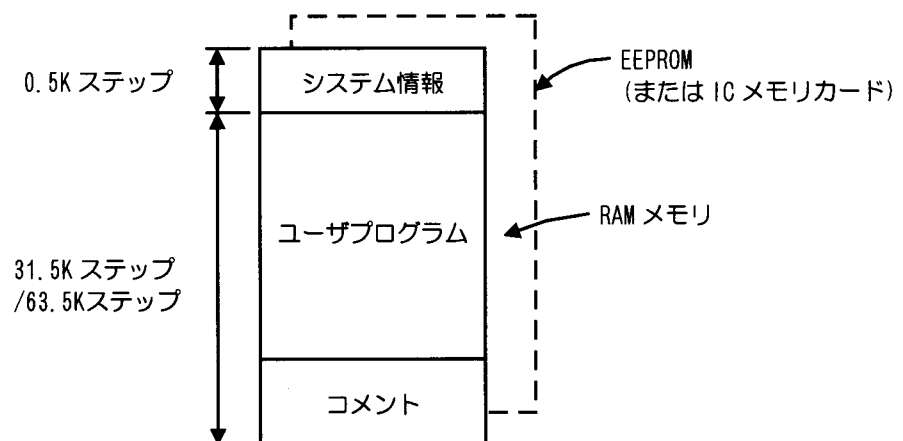 0.5K ステップ
システム情報
EEPROM
(または IC メモリカード)
ユーザプログラム
RAM メモリ
31.5K ステップ
/63.5Kステップ
コメント